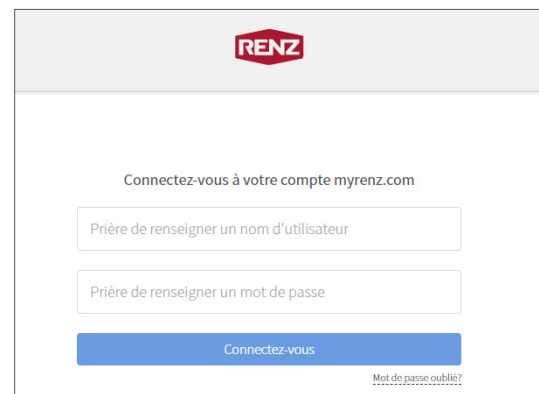 RENZ
Connectez-vous à votre compte myrenz.com
Prière de renseigner un nom d'utilisateur
Prière de renseigner un mot de passe
Connectez-vous
Mot de passe oublié?